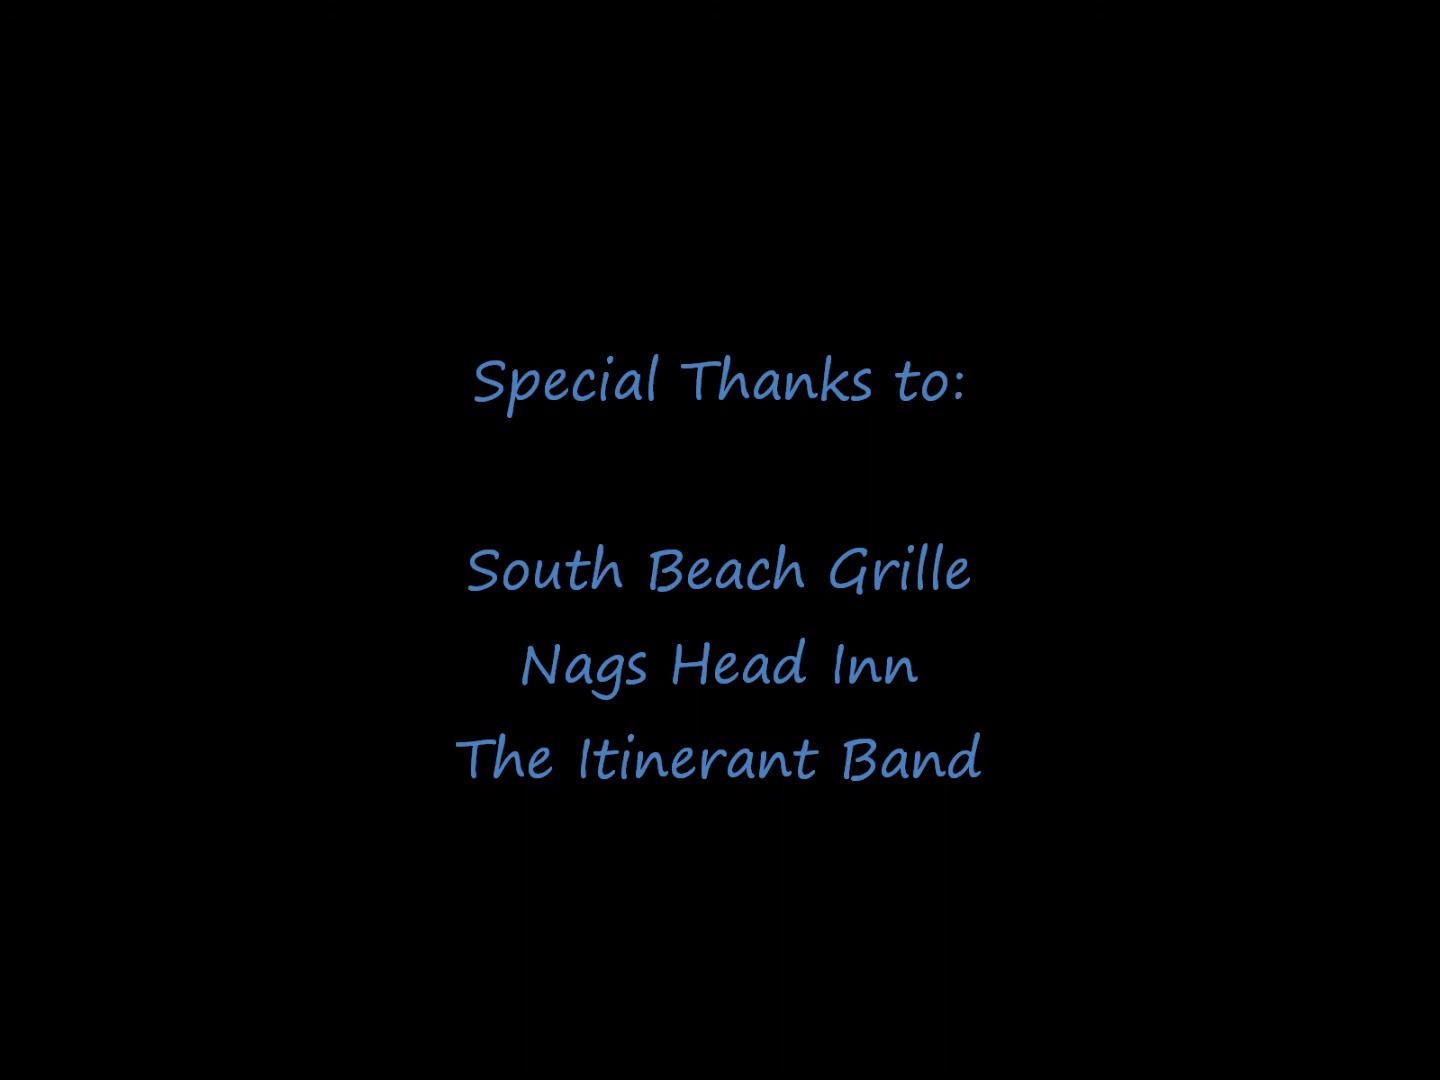 Special Thanks to:
South Beach Grille
Nags Head Inn
The Itinerant Band